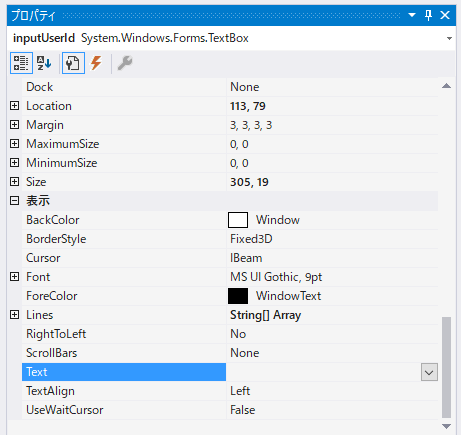 プロパティ
inputUserId System.Windows.Forms.TextBox
Dock None
Location 113, 79
Margin 3, 3, 3, 3
MaximumSize 0, 0
MinimumSize 0, 0
Size 305, 19
表示
BackColor Window
BorderStyle Fixed3D
Cursor IBeam
Font MS UI Gothic, 9pt
ForeColor WindowText
Lines String[] Array
RightToLeft No
ScrollBars None
Text
TextAlign Left
UseWaitCursor False